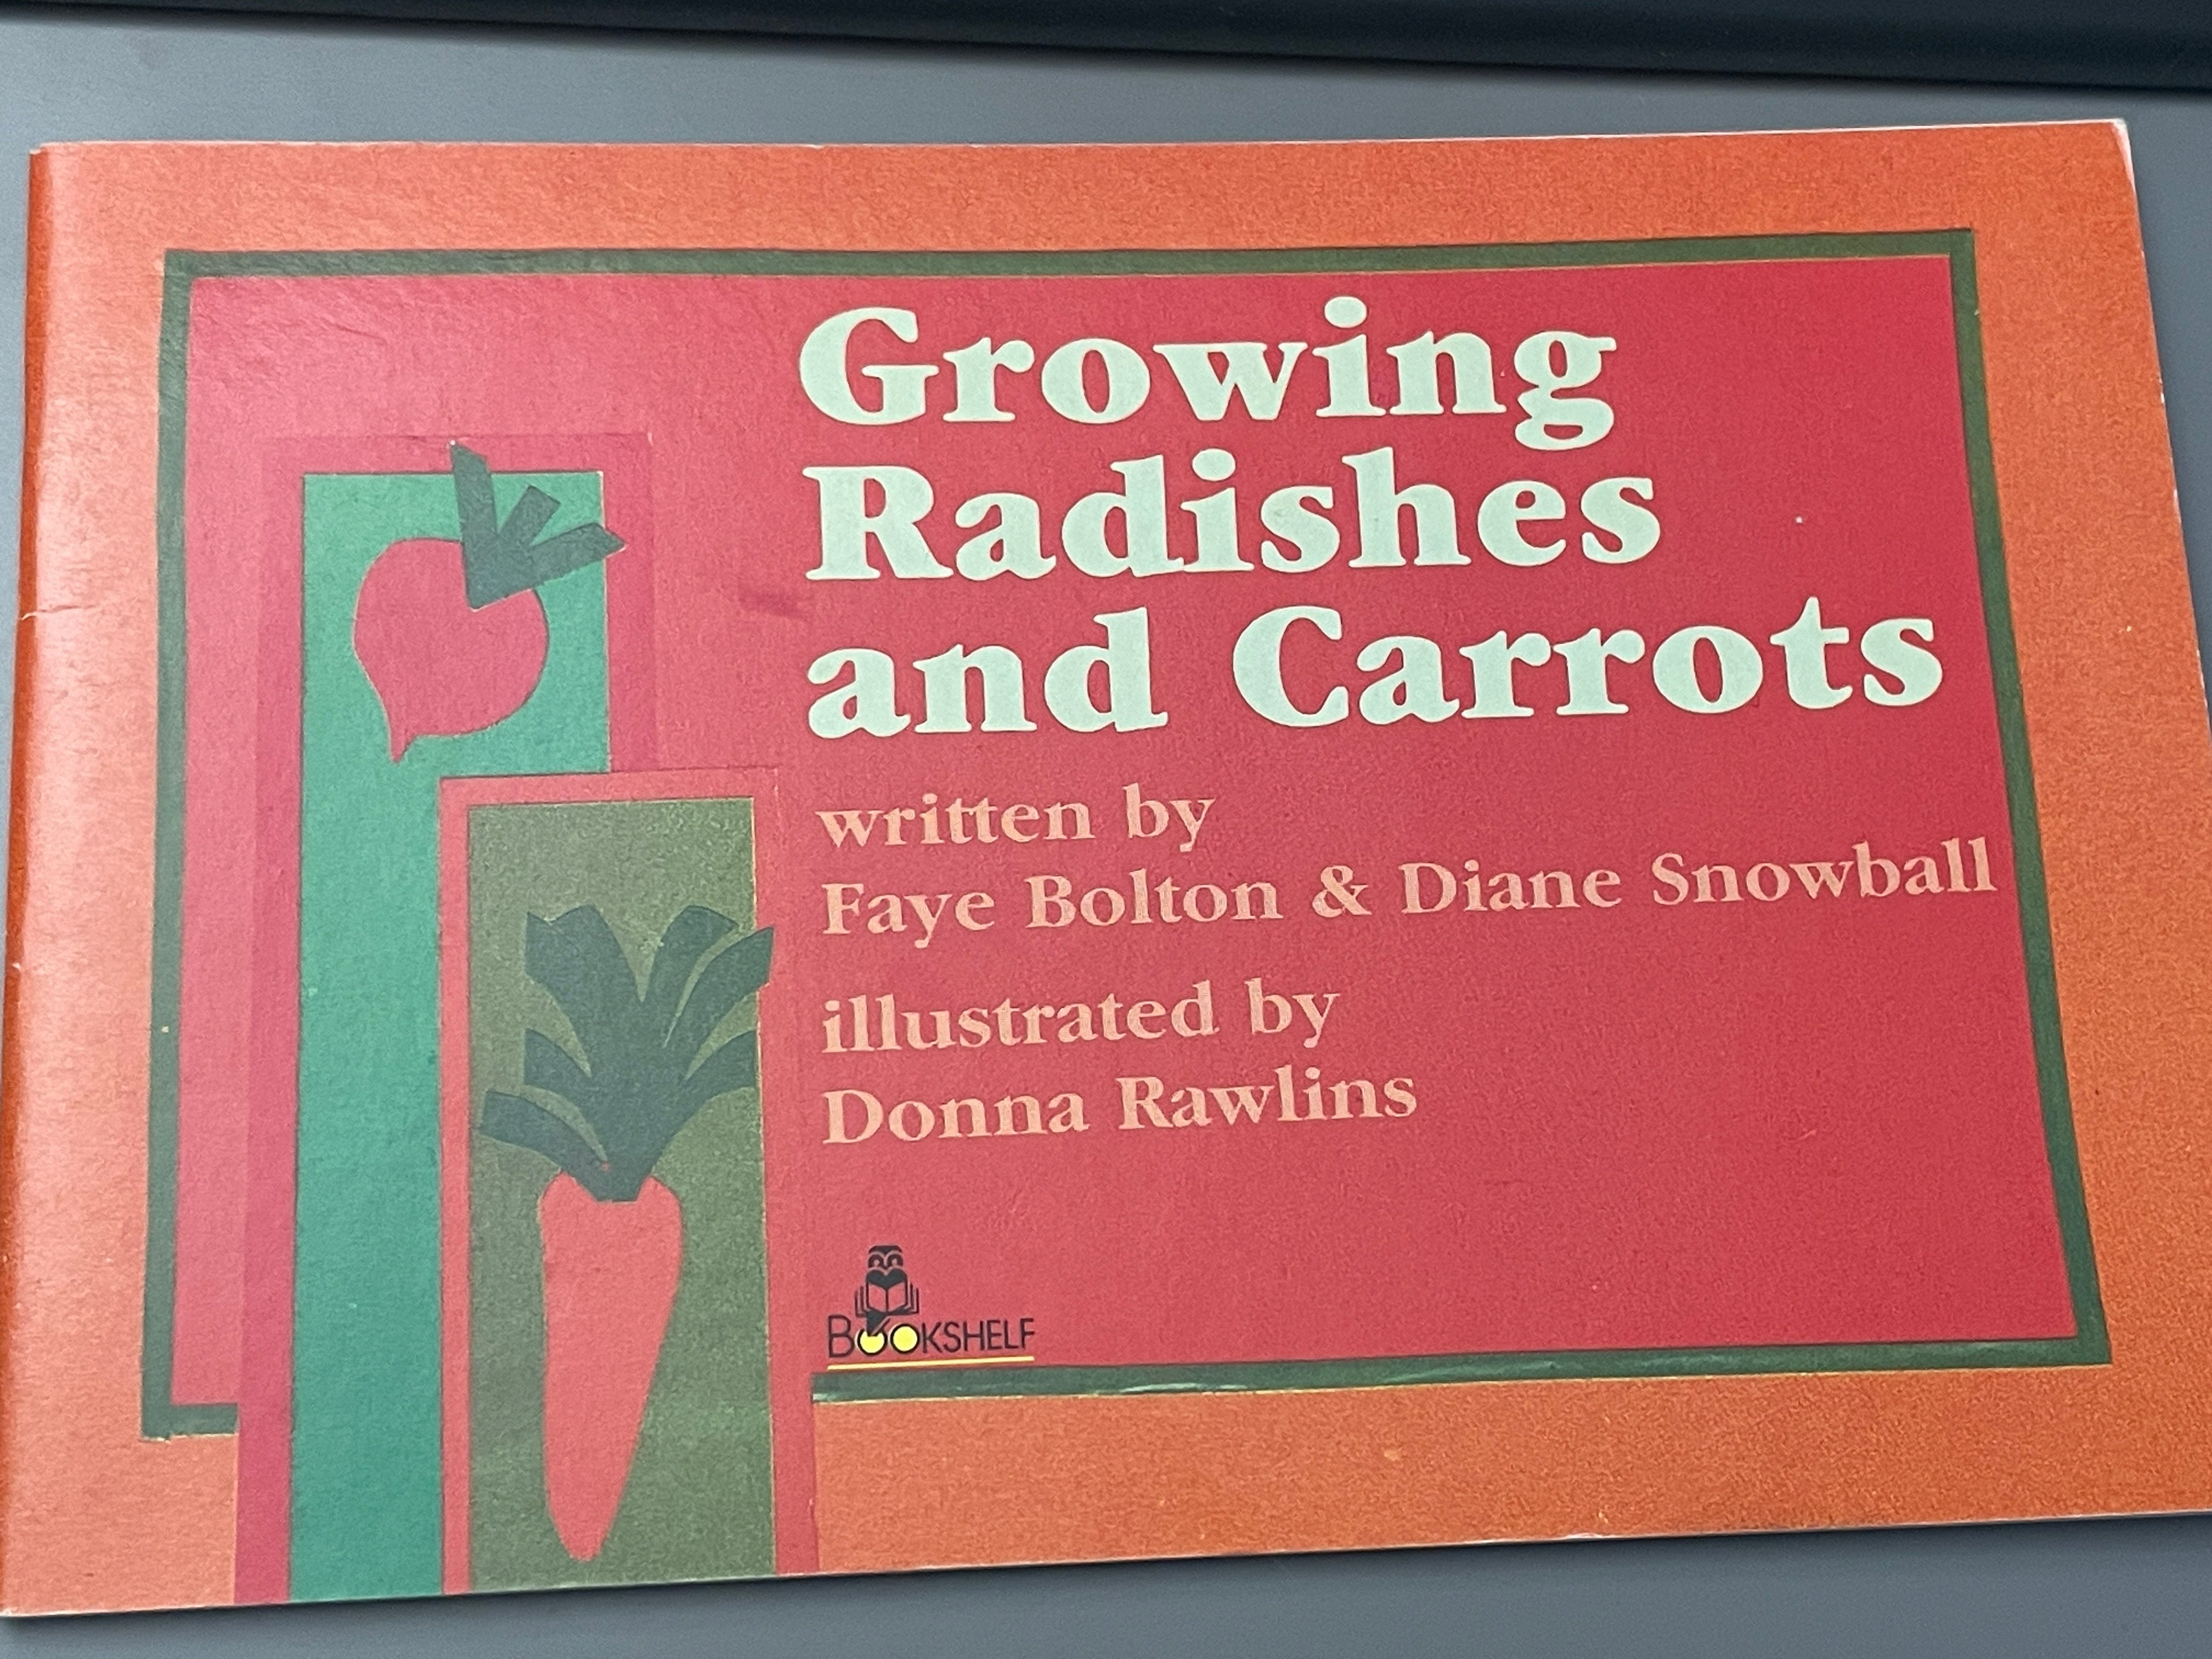 Growing
Radishes
and Carrots
written by
Faye Bolton & Diane Snowball
illustrated by
Donna Rawlins
BOOKSHELF